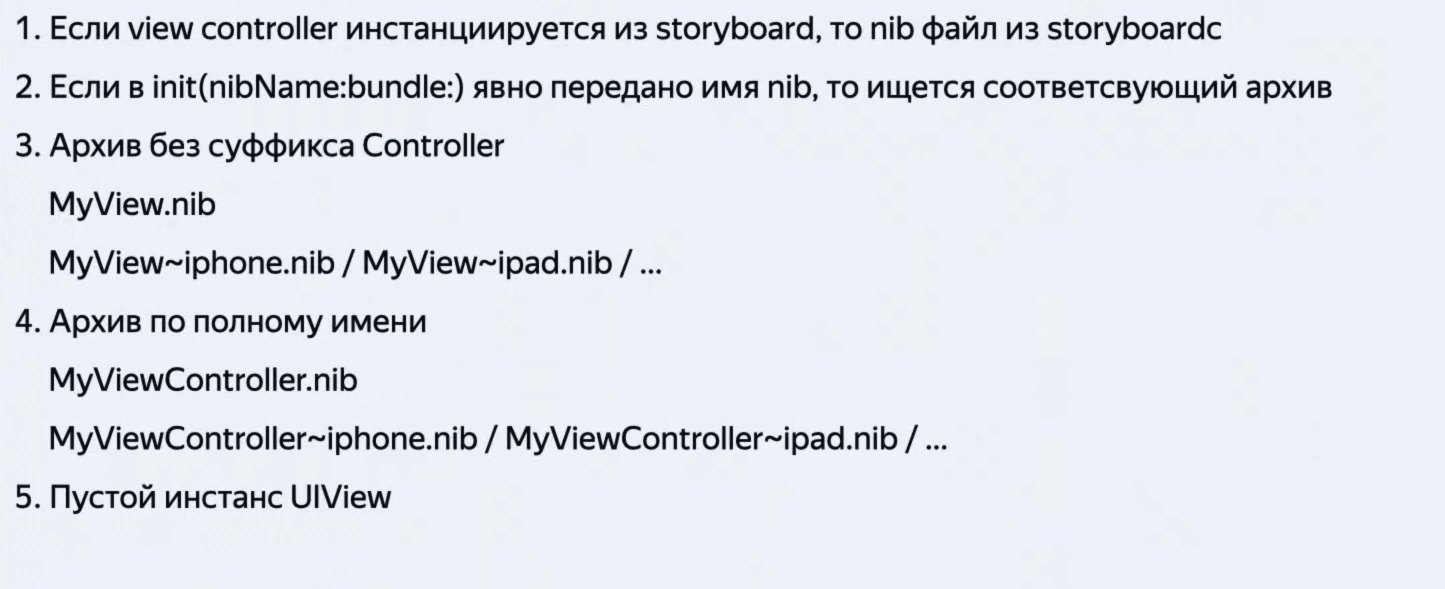 1. Если view controller инстанциируется из storyboard, то nib файл из storyboardc
2. Если в init(nibName:bundle:) явно передано имя nib, то ищется соответсвующий архив
3. Архив без суффикса Controller
MyView.nib
MyView~iphone.nib / MyView~ipad.nib / ...
4. Архив по полному имени
MyViewController.nib
MyViewController~iphone.nib / MyViewController~ipad.nib / ...
5. Пустой инстанс UIView